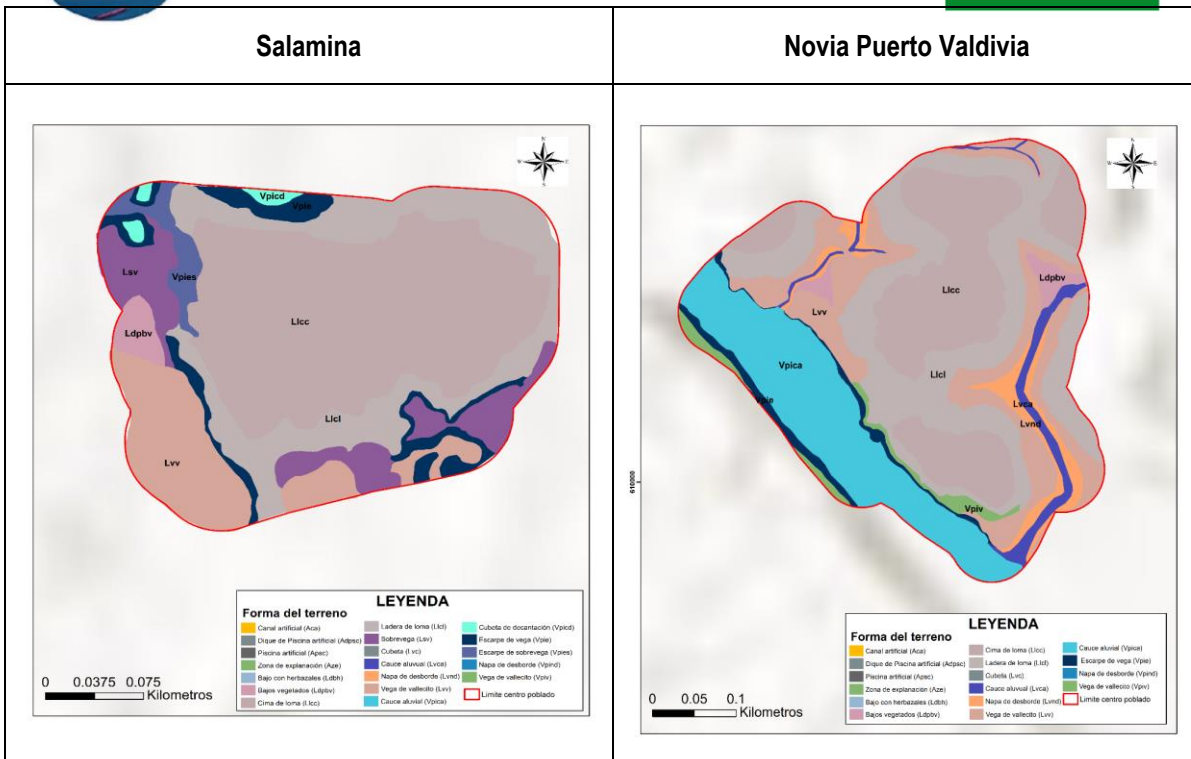 Salamina
Novia Puerto Valdivia
N
W
E
S
Vpicd
Vpie
Lsv
Vpies
Llcc
Ldpbv
Llcl
Lvv
LEYENDA
Forma del terreno
Canal artificial (Aca)
Dique de Piscina artificial (Adpsc)
Piscina artificial (Apsc)
Zona de explanación (Aze)
Bajo con herbazales (Ldbh)
Bajos vegetados (Ldpbv)
Cima de loma (Llcc)
Ladera de loma (Llcl)
Sobrevega (Lsv)
Cubeta (Lvc)
Cauce aluvual (Lvca)
Napa de desborde (Lvnd)
Vega de vallecito (Lvv)
Cauce aluvial (Vpica)
Cubeta de decantación (Vpicd)
Escarpe de vega (Vpie)
Escarpe de sobrevega (Vpies)
Napa de desborde (Vpind)
Vega de vallecito (Vpiv)
Limite centro poblado
0 0.0375 0.075
Kilometros
N
W
E
S
Ldpbv
Llcc
Lvv
Vpica
Llcl
Vpie
Lvca
Lvnd
Vpiv
610000
LEYENDA
Forma del terreno
Canal artificial (Aca)
Dique de Piscina artificial (Adpsc)
Piscina artificial (Apsc)
Zona de explanación (Aze)
Bajo con herbazales (Ldbh)
Bajos vegetados (Ldpbv)
Cima de loma (Llcc)
Ladera de loma (Llcl)
Cubeta (Lvc)
Cauce aluvual (Lvca)
Napa de desborde (Lvnd)
Vega de vallecito (Lvv)
Cauce aluvial (Vpica)
Escarpe de vega (Vpie)
Napa de desborde (Vpind)
Vega de vallecito (Vpiv)
Limite centro poblado
0 0.05 0.1
Kilometros